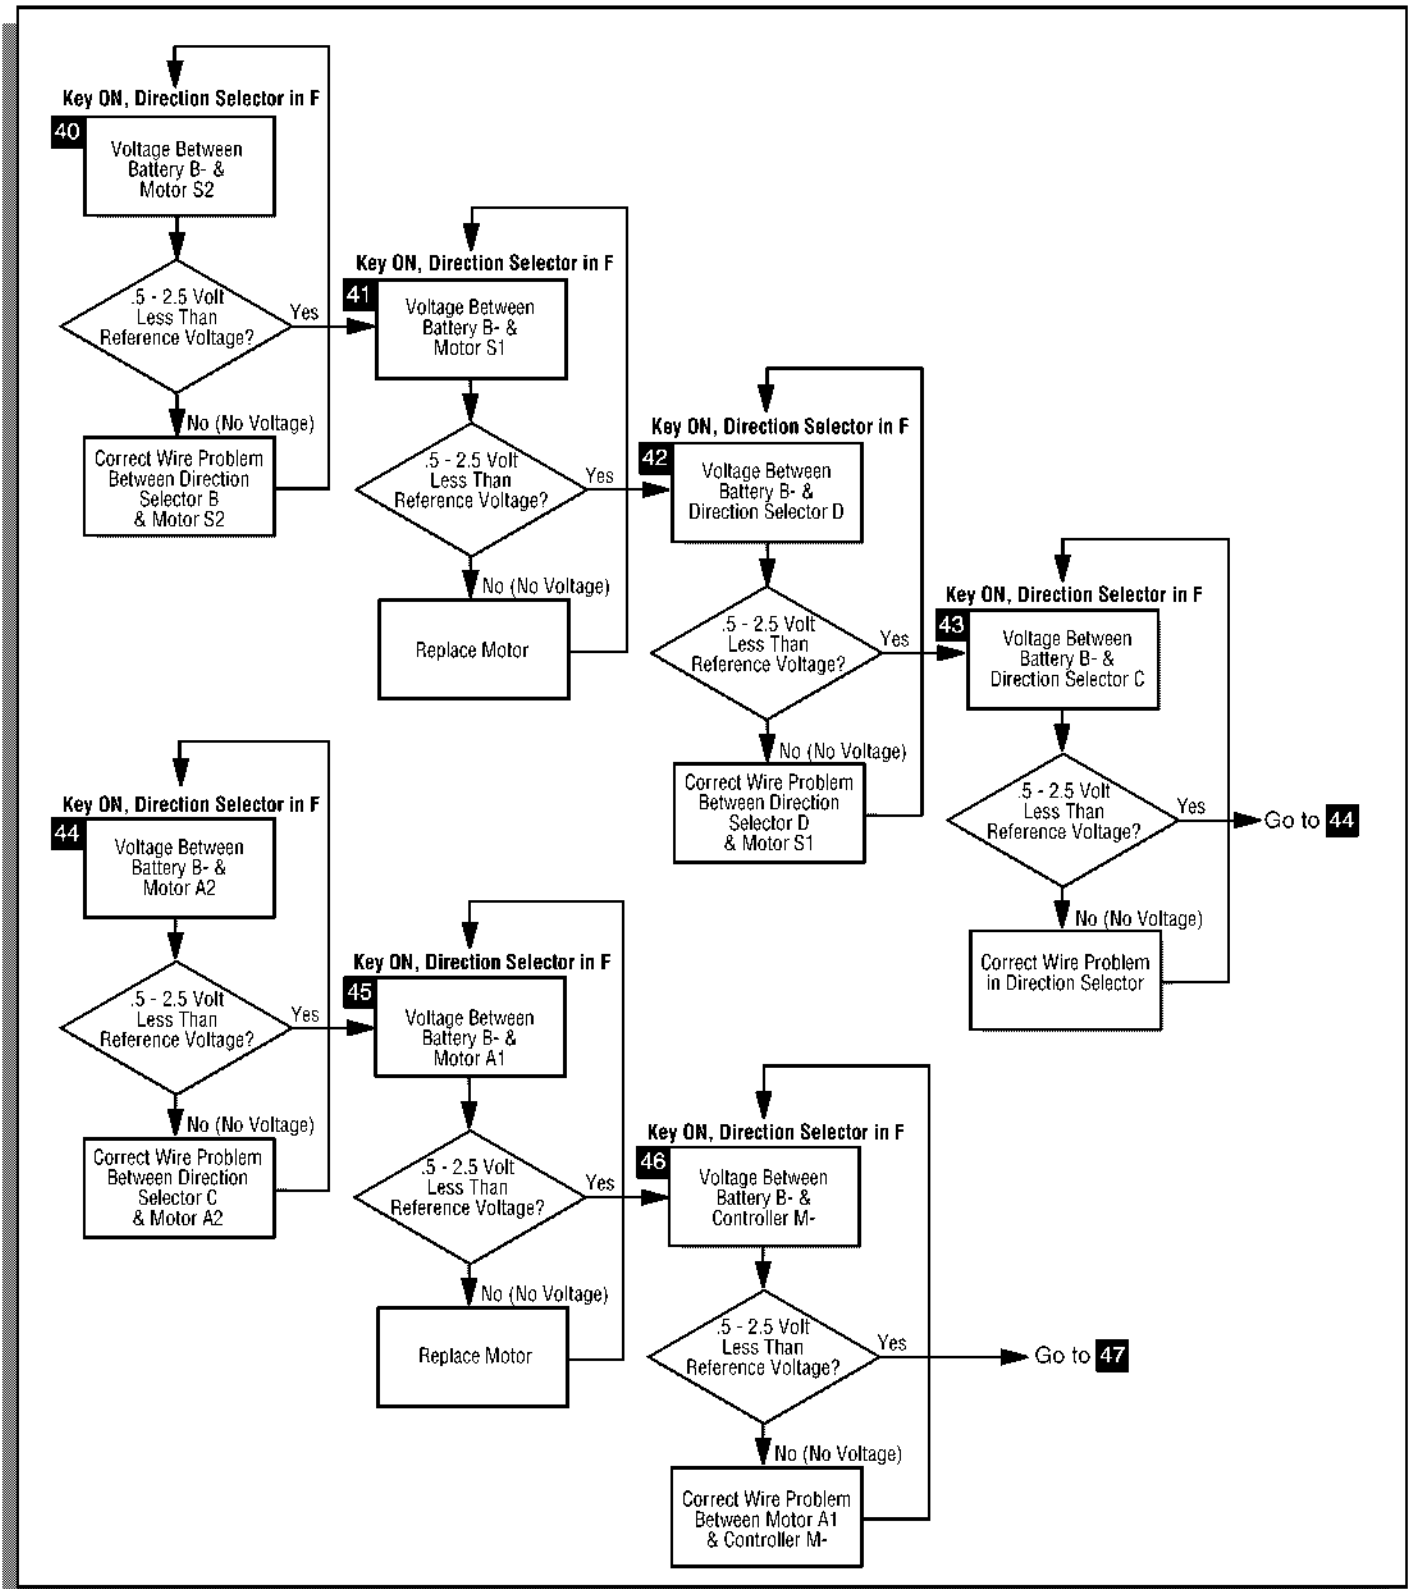 Key ON, Direction Selector in F
40
Voltage Between
Battery B- &
Motor S2
.5 - 2.5 Volt
Less Than
Reference Voltage?
Yes
No (No Voltage)
Correct Wire Problem
Between Direction
Selector B
& Motor S2
Key ON, Direction Selector in F
41
Voltage Between
Battery B- &
Motor S1
.5 - 2.5 Volt
Less Than
Reference Voltage?
Yes
No (No Voltage)
Replace Motor
Key ON, Direction Selector in F
42
Voltage Between
Battery B- &
Direction Selector D
.5 - 2.5 Volt
Less Than
Reference Voltage?
Yes
No (No Voltage)
Correct Wire Problem
Between Direction
Selector D
& Motor S1
Key ON, Direction Selector in F
43
Voltage Between
Battery B- &
Direction Selector C
.5 - 2.5 Volt
Less Than
Reference Voltage?
Yes
Go to 44
No (No Voltage)
Correct Wire Problem
in Direction Selector
Key ON, Direction Selector in F
44
Voltage Between
Battery B- &
Motor A2
.5 - 2.5 Volt
Less Than
Reference Voltage?
Yes
No (No Voltage)
Correct Wire Problem
Between Direction
Selector C
& Motor A2
Key ON, Direction Selector in F
45
Voltage Between
Battery B- &
Motor A1
.5 - 2.5 Volt
Less Than
Reference Voltage?
Yes
No (No Voltage)
Replace Motor
Key ON, Direction Selector in F
46
Voltage Between
Battery B- &
Controller M-
.5 - 2.5 Volt
Less Than
Reference Voltage?
Yes
Go to 47
No (No Voltage)
Correct Wire Problem
Between Motor A1
& Controller M-